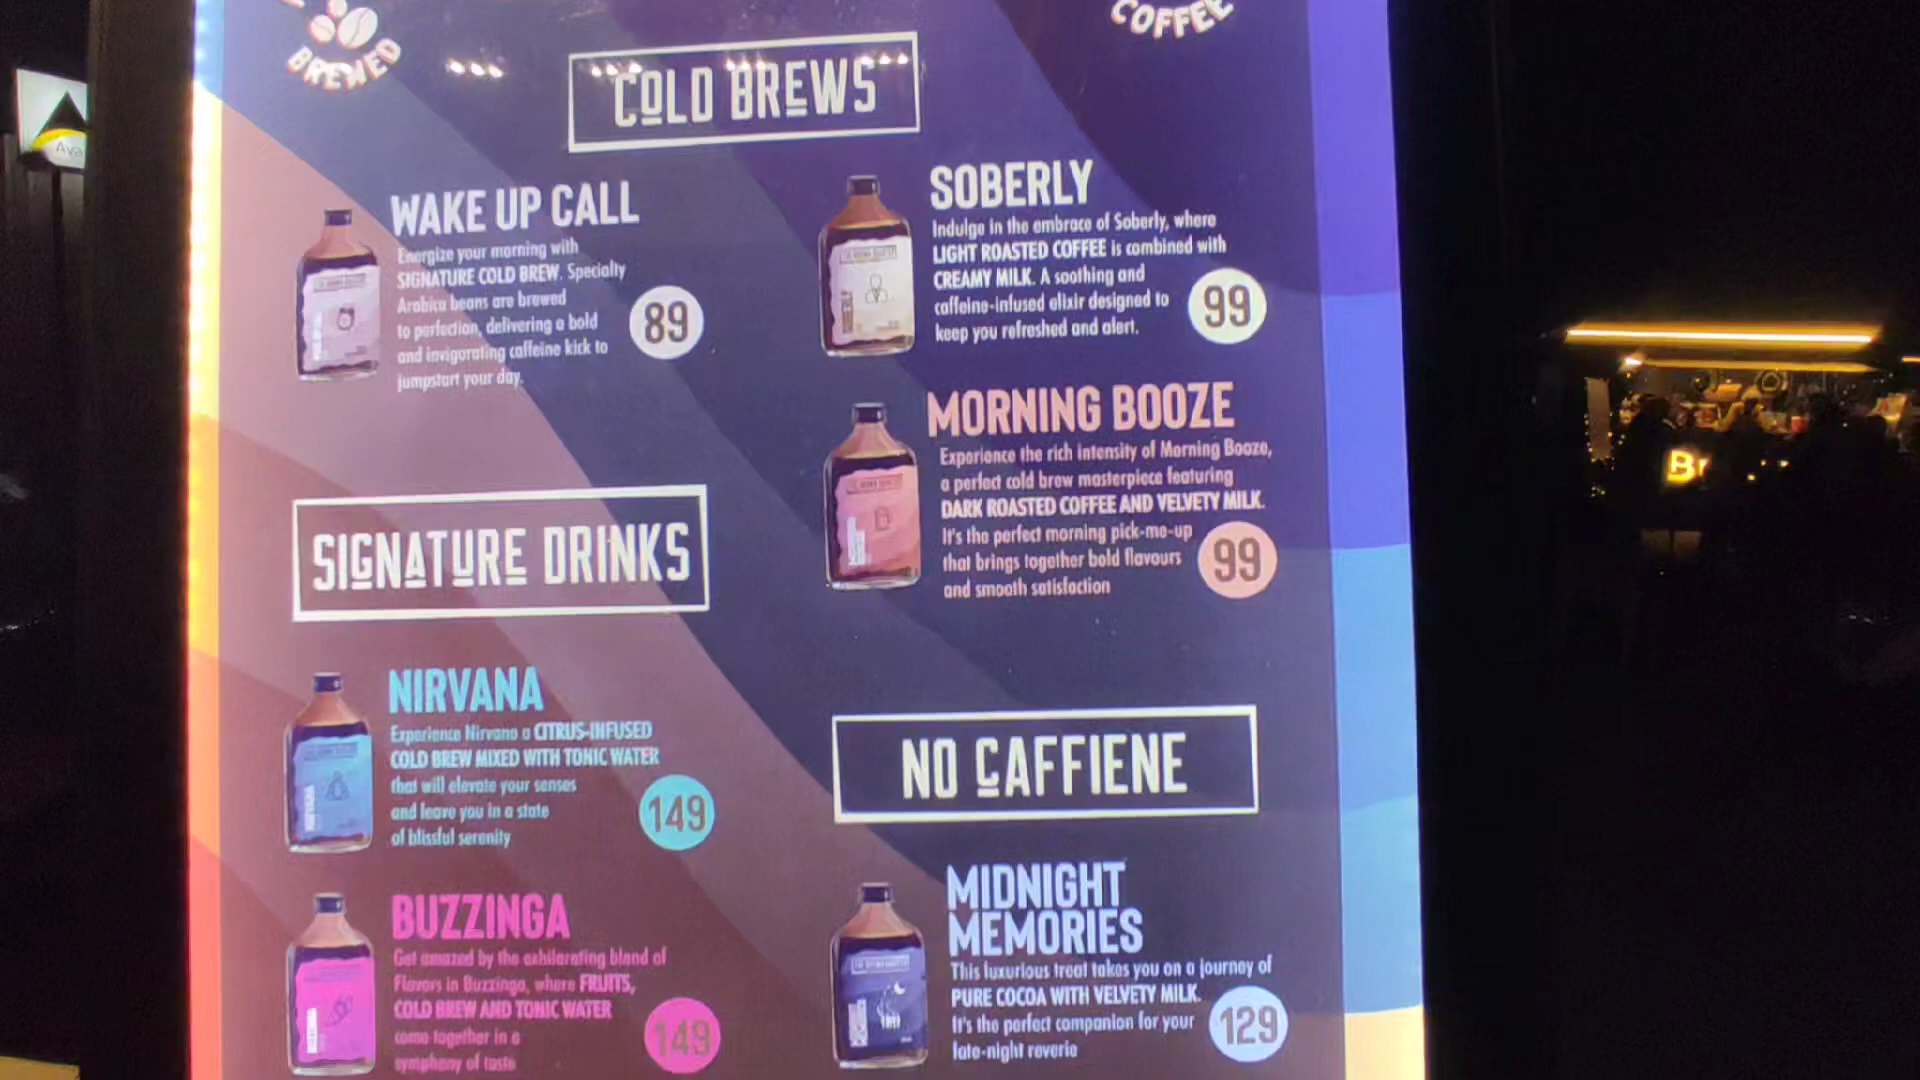 BREWED
COFFEE
COLD BREWS
WAKE UP CALL
Energize your morning with
SIGNATURE COLD BREW. Specialty
Arabica beans are brewed
to perfection, delivering a bold
and invigorating caffeine kick to
jumpstart your day.
89
SOBERLY
Indulge in the embrace of Soberly, where
LIGHT ROASTED COFFEE is combined with
CREAMY MILK. A soothing and
caffeine-infused elixir designed to
keep you refreshed and alert.
99
MORNING BOOZE
Experience the rich intensity of Morning Booze,
a perfect cold brew masterpiece featuring
DARK ROASTED COFFEE AND VELVETY MILK.
It's the perfect morning pick-me-up
that brings together bold flavours
and smooth satisfaction
99
SIGNATURE DRINKS
NIRVANA
Experience Nirvana a CITRUS-INFUSED
COLD BREW MIXED WITH TONIC WATER
that will elevate your senses
and leave you in a state
of blissful serenity
149
BUZZINGA
Get amazed by the exhilarating blend of
Flavors in Buzzinga, where FRUITS,
COLD BREW AND TONIC WATER
come together in a
symphony of taste
149
NO CAFFIENE
MIDNIGHT
MEMORIES
This luxurious treat takes you on a journey of
PURE COCOA WITH VELVETY MILK.
It's the perfect companion for your
late-night reverie
129